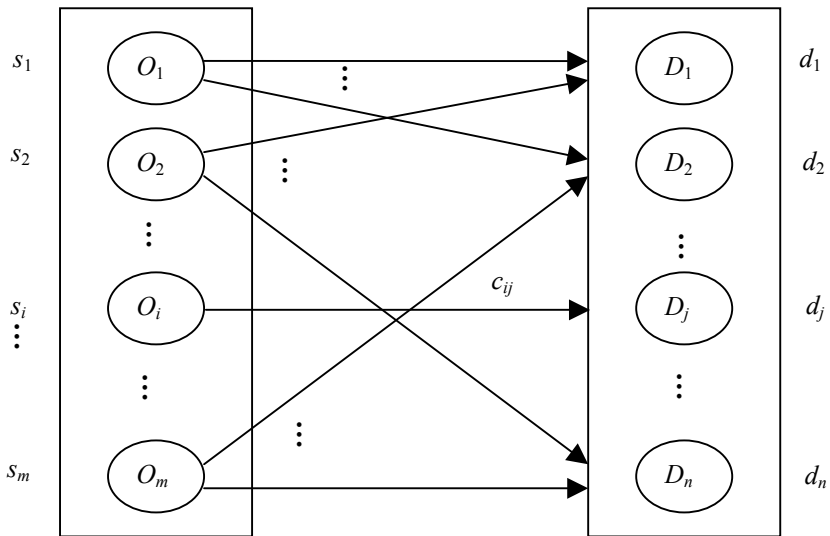 s₁ O₁ ⋮ D₁ d₁
s₂ O₂ ⋮ D₂ d₂
⋮ ⋮
cᵢⱼ
sᵢ Oᵢ Dⱼ dⱼ
⋮
⋮ ⋮
⋮
sₘ Oₘ Dₙ dₙ